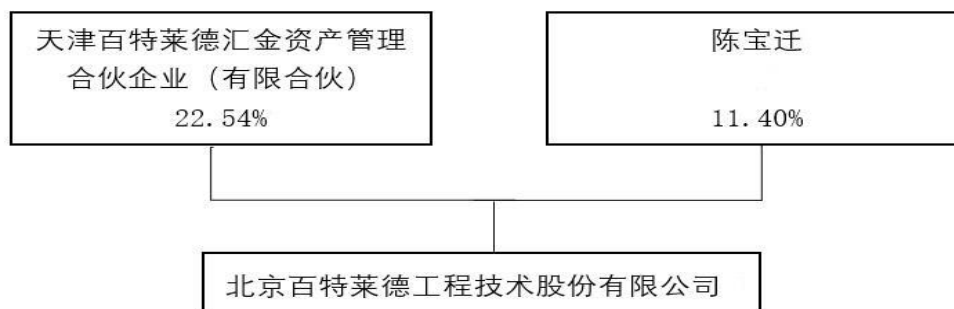 天津百特莱德汇金资产管理
合伙企业（有限合伙）
22.54%
陈宝迁
11.40%
北京百特莱德工程技术股份有限公司